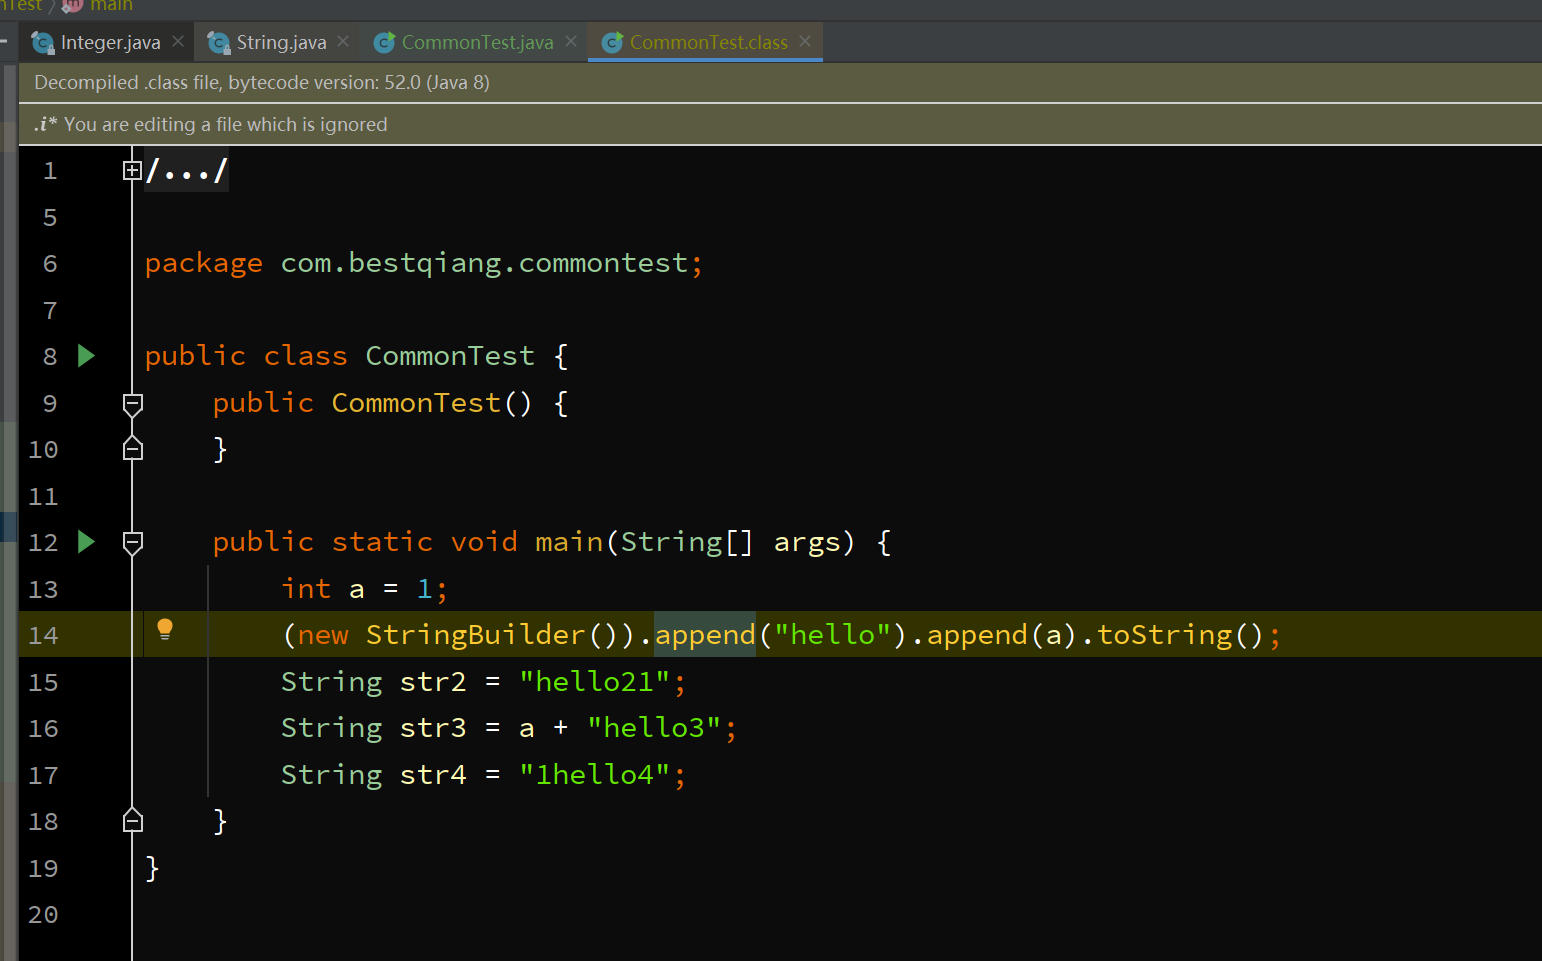 main
Integer.java
String.java
CommonTest.java
CommonTest.class
Decompiled .class file, bytecode version: 52.0 (Java 8)
.i* You are editing a file which is ignored
1 /.../
5
6 package com.bestqiang.commontest;
7
8 public class CommonTest {
9 public CommonTest() {
10 }
11
12 public static void main(String[] args) {
13 int a = 1;
14 (new StringBuilder()).append("hello").append(a).toString();
15 String str2 = "hello21";
16 String str3 = a + "hello3";
17 String str4 = "1hello4";
18 }
19 }
20